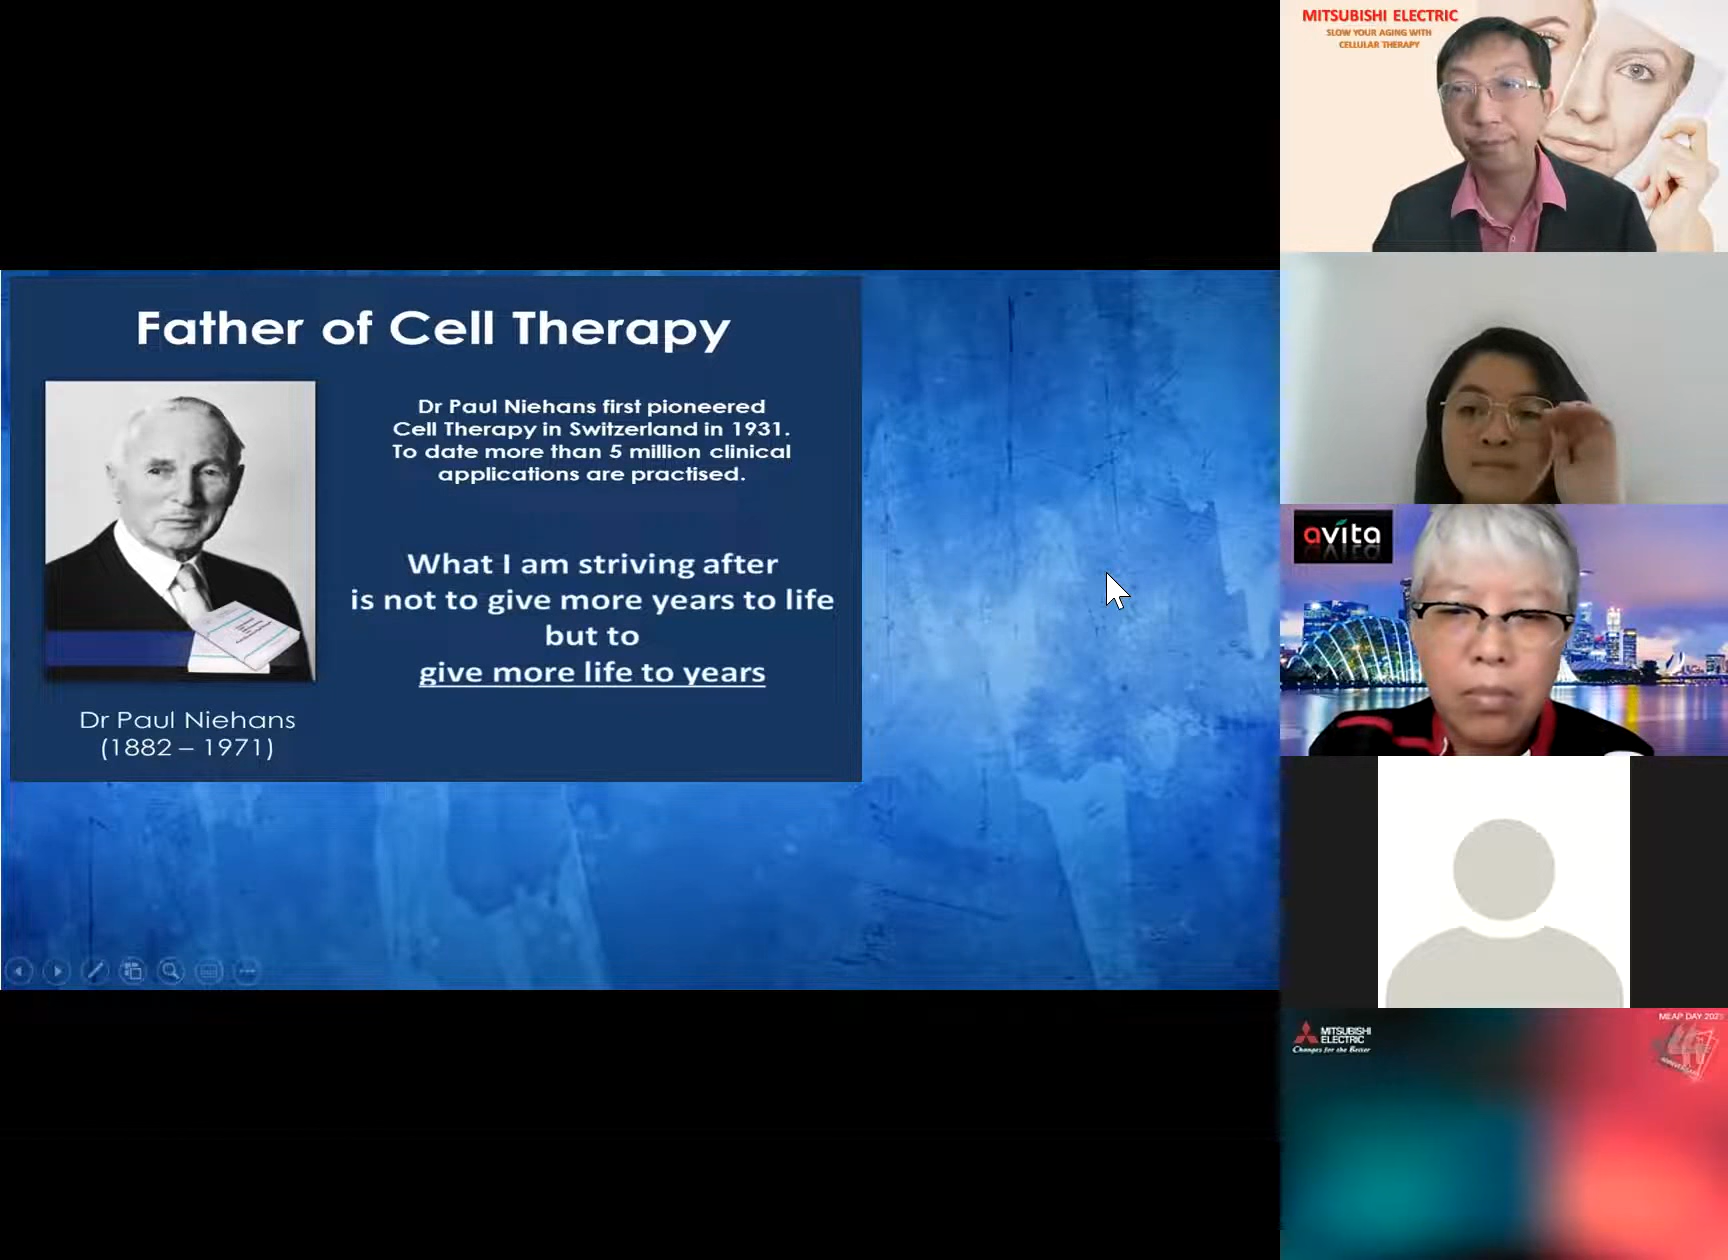 Father of Cell Therapy
Dr Paul Niehans first pioneered
Cell Therapy in Switzerland in 1931.
To date more than 5 million clinical
applications are practised.
What I am striving after
is not to give more years to life
but to
give more life to years
Dr Paul Niehans
(1882 – 1971)
MITSUBISHI ELECTRIC
SLOW YOUR AGING WITH
CELLULAR THERAPY
avita
MITSUBISHI
ELECTRIC
Changes for the Better
MEAP DAY